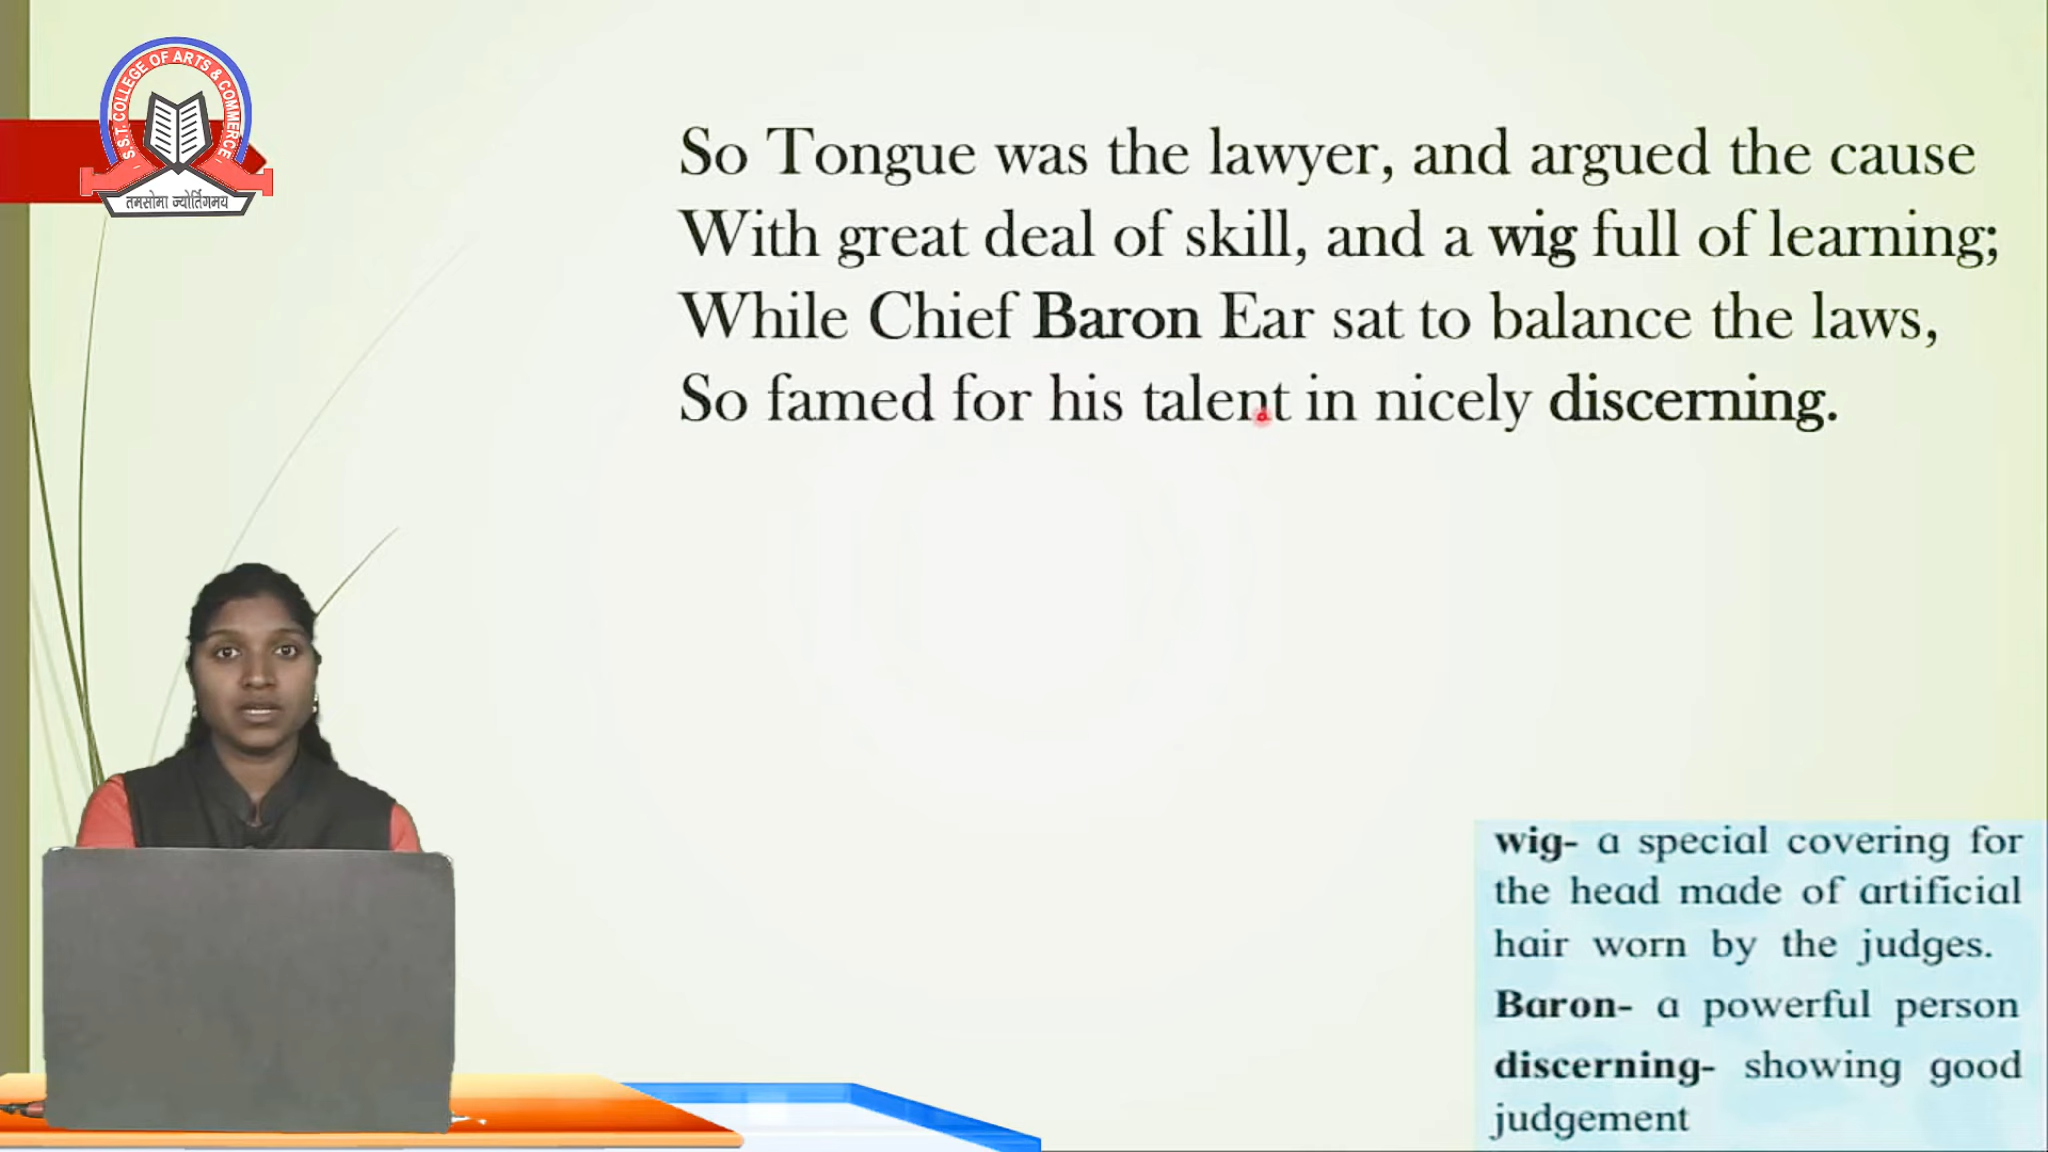 S.S.T. COLLEGE OF ARTS & COMMERCE
तमसोमा ज्योर्तिगमय
So Tongue was the lawyer, and argued the cause
With great deal of skill, and a wig full of learning;
While Chief Baron Ear sat to balance the laws,
So famed for his talent in nicely discerning.
wig- a special covering for
the head made of artificial
hair worn by the judges.
Baron- a powerful person
discerning- showing good
judgement